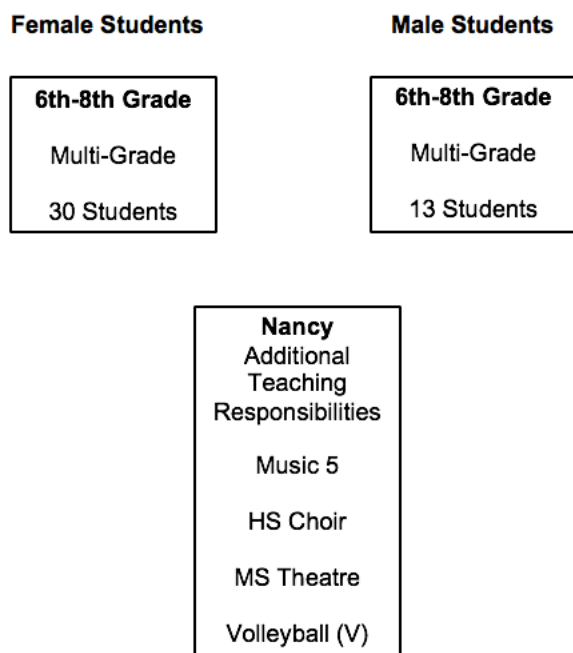 Female Students
Male Students
6th-8th Grade
Multi-Grade
30 Students
6th-8th Grade
Multi-Grade
13 Students
Nancy
Additional
Teaching
Responsibilities
Music 5
HS Choir
MS Theatre
Volleyball (V)